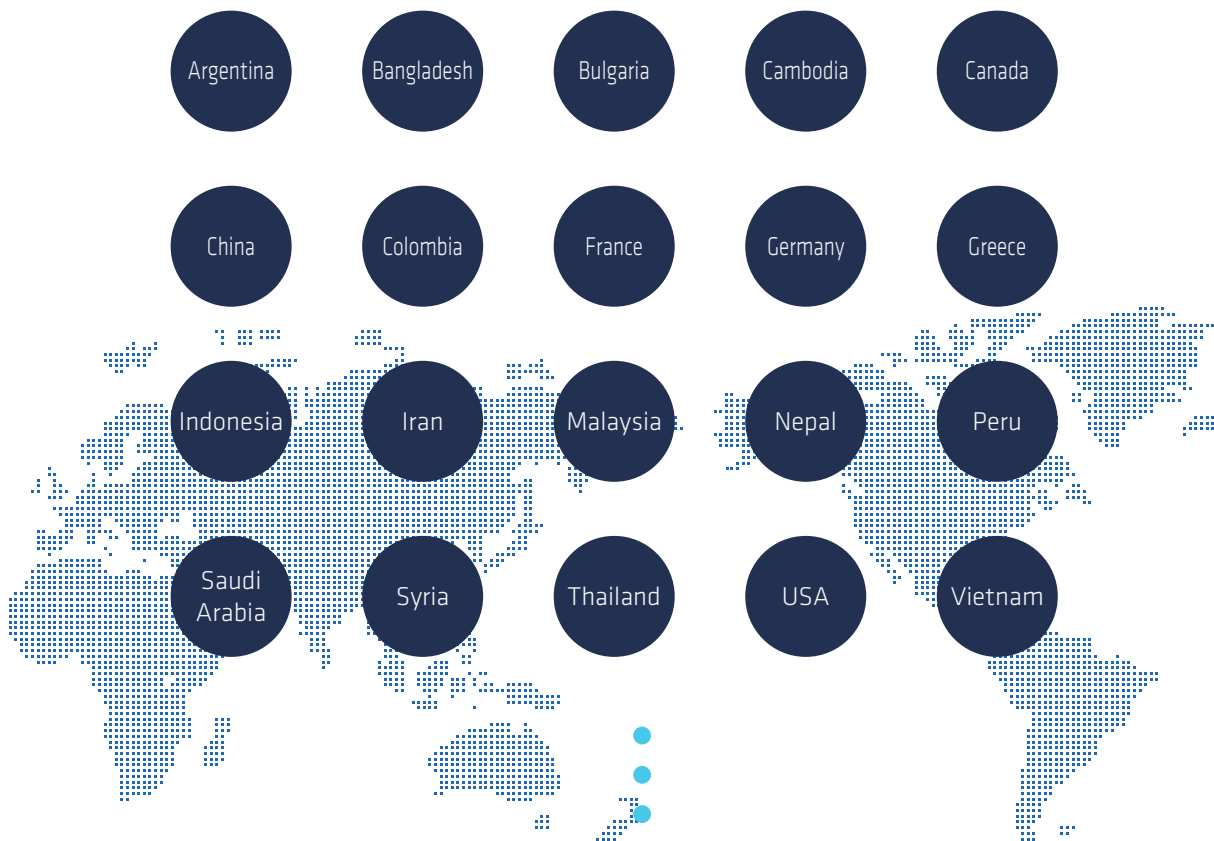 Argentina
Bangladesh
Bulgaria
Cambodia
Canada
China
Colombia
France
Germany
Greece
Indonesia
Iran
Malaysia
Nepal
Peru
Saudi
Arabia
Syria
Thailand
USA
Vietnam